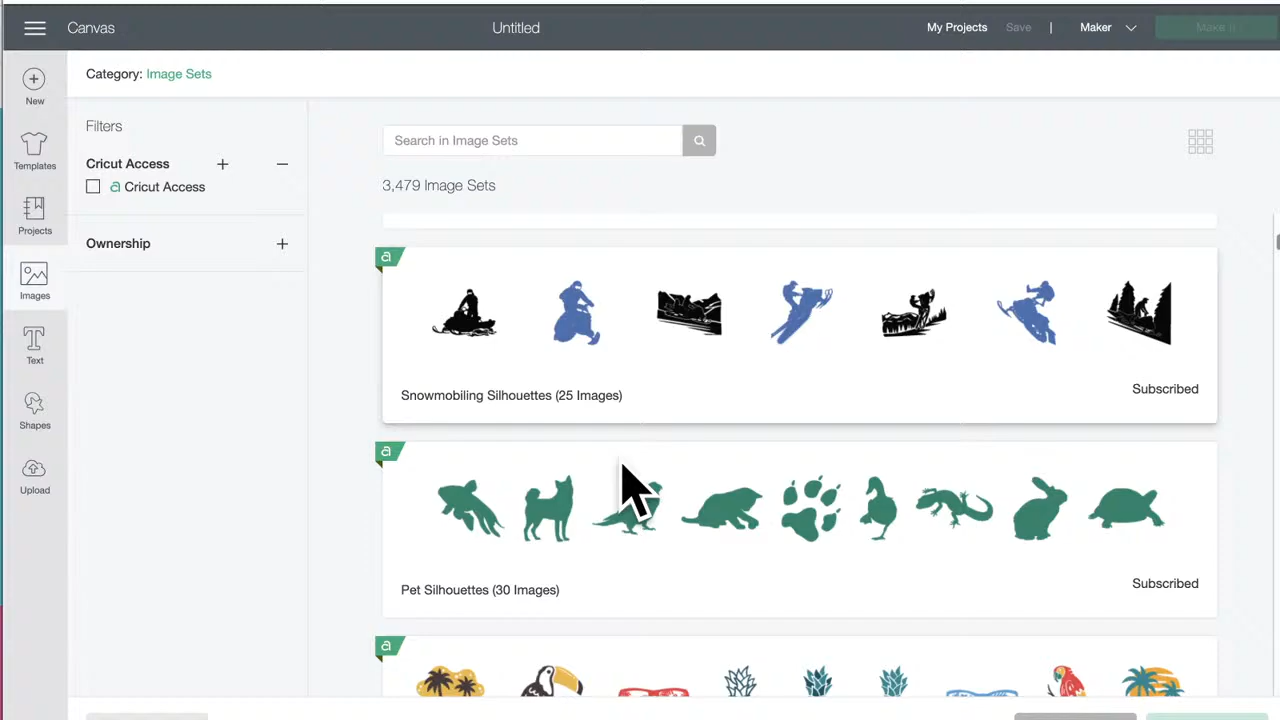 Canvas
Untitled
My Projects
Save
|
Maker
Make It
Category: Image Sets
New
Templates
Projects
Images
Text
Shapes
Upload
Filters
Cricut Access
a Cricut Access
Ownership
Search in Image Sets
3,479 Image Sets
a
Snowmobiling Silhouettes (25 Images)
Subscribed
a
Pet Silhouettes (30 Images)
Subscribed
a